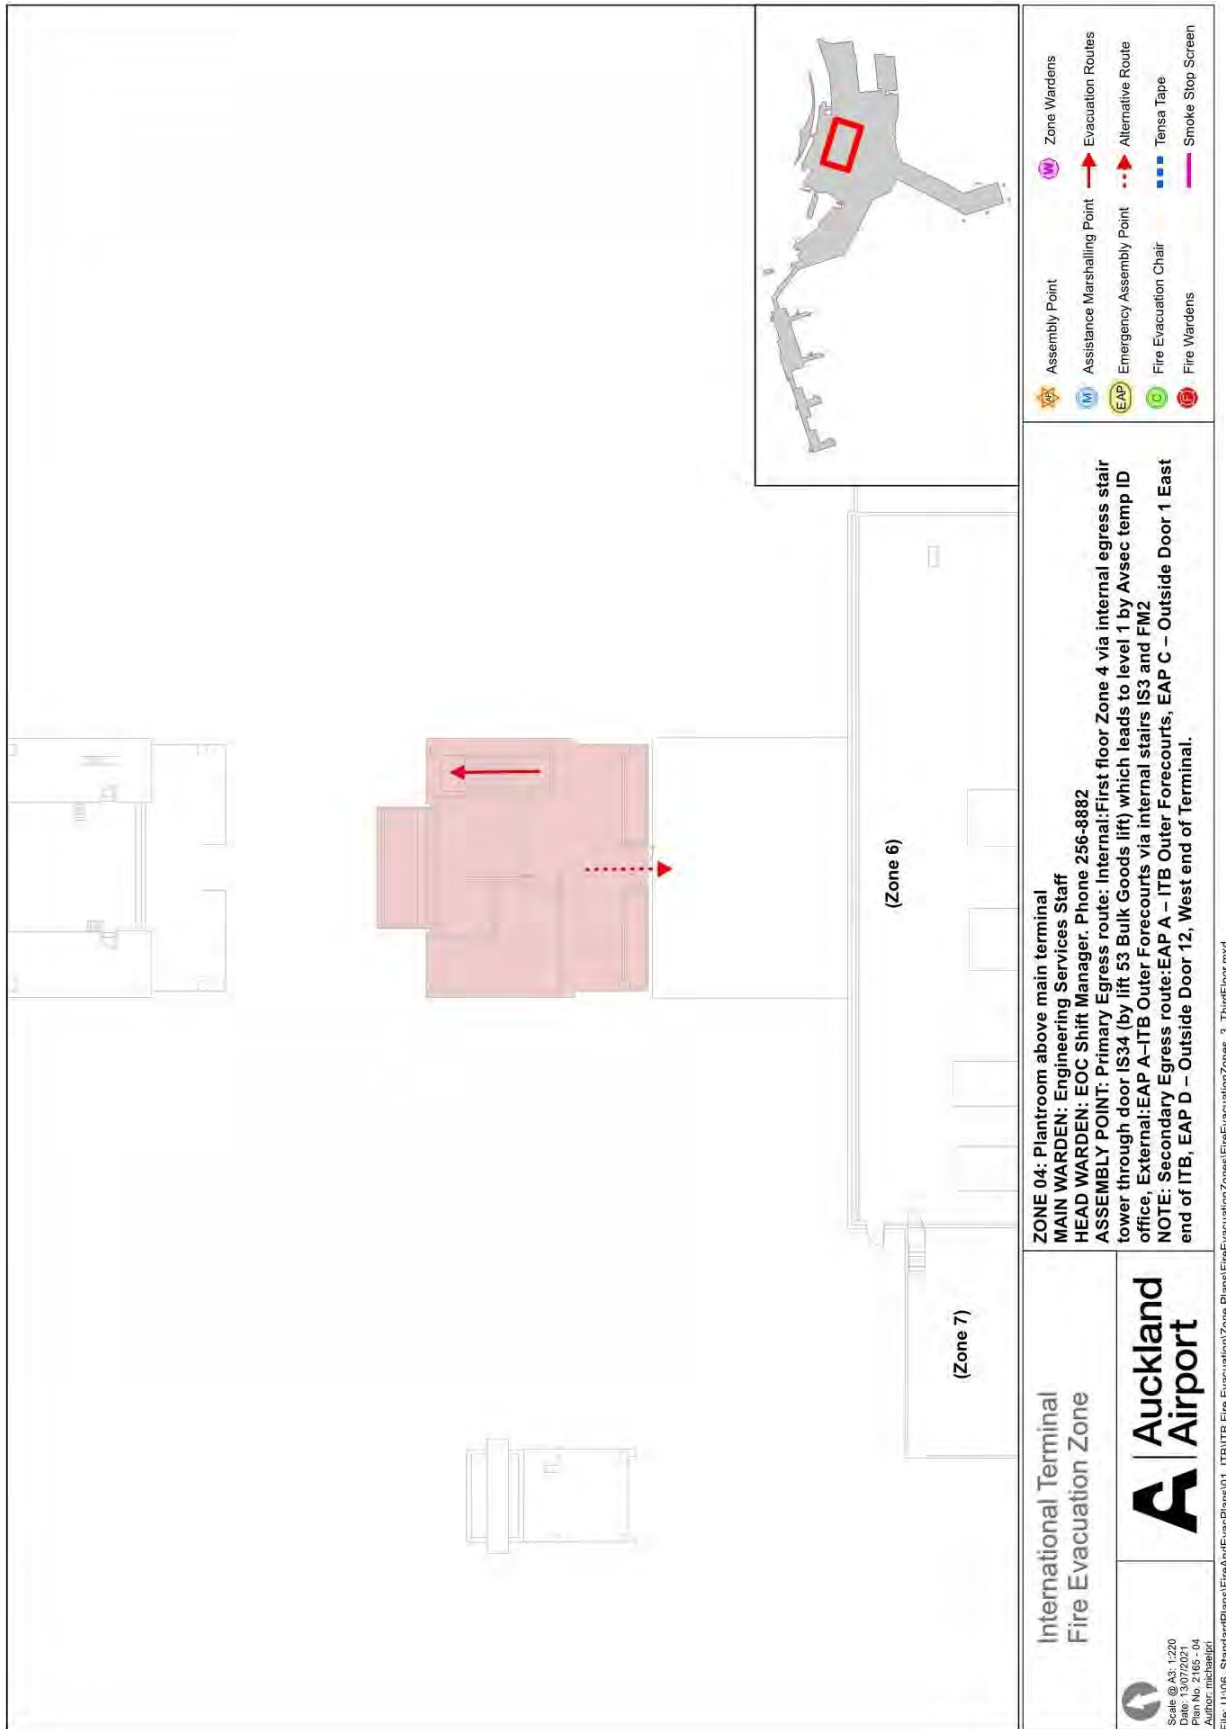 (Zone 6)
(Zone 7)
International Terminal
Fire Evacuation Zone
Scale @ A3: 1:220
Date: 13/07/2021
Plan No. 2165 - 04
Author: michaelpri
A Auckland
Airport
ZONE 04: Plantroom above main terminal
MAIN WARDEN: Engineering Services Staff
HEAD WARDEN: EOC Shift Manager. Phone 256-8882
ASSEMBLY POINT: Primary Egress route: Internal:First floor Zone 4 via internal egress stair
tower through door IS34 (by lift 53 Bulk Goods lift) which leads to level 1 by Avsec temp ID
office, External:EAP A–ITB Outer Forecourts via internal stairs IS3 and FM2
NOTE: Secondary Egress route:EAP A – ITB Outer Forecourts, EAP C – Outside Door 1 East
end of ITB, EAP D – Outside Door 12, West end of Terminal.
AP Assembly Point
W Zone Wardens
M Assistance Marshalling Point
Evacuation Routes
EAP Emergency Assembly Point
Alternative Route
C Fire Evacuation Chair
Tensa Tape
F Fire Wardens
Smoke Stop Screen